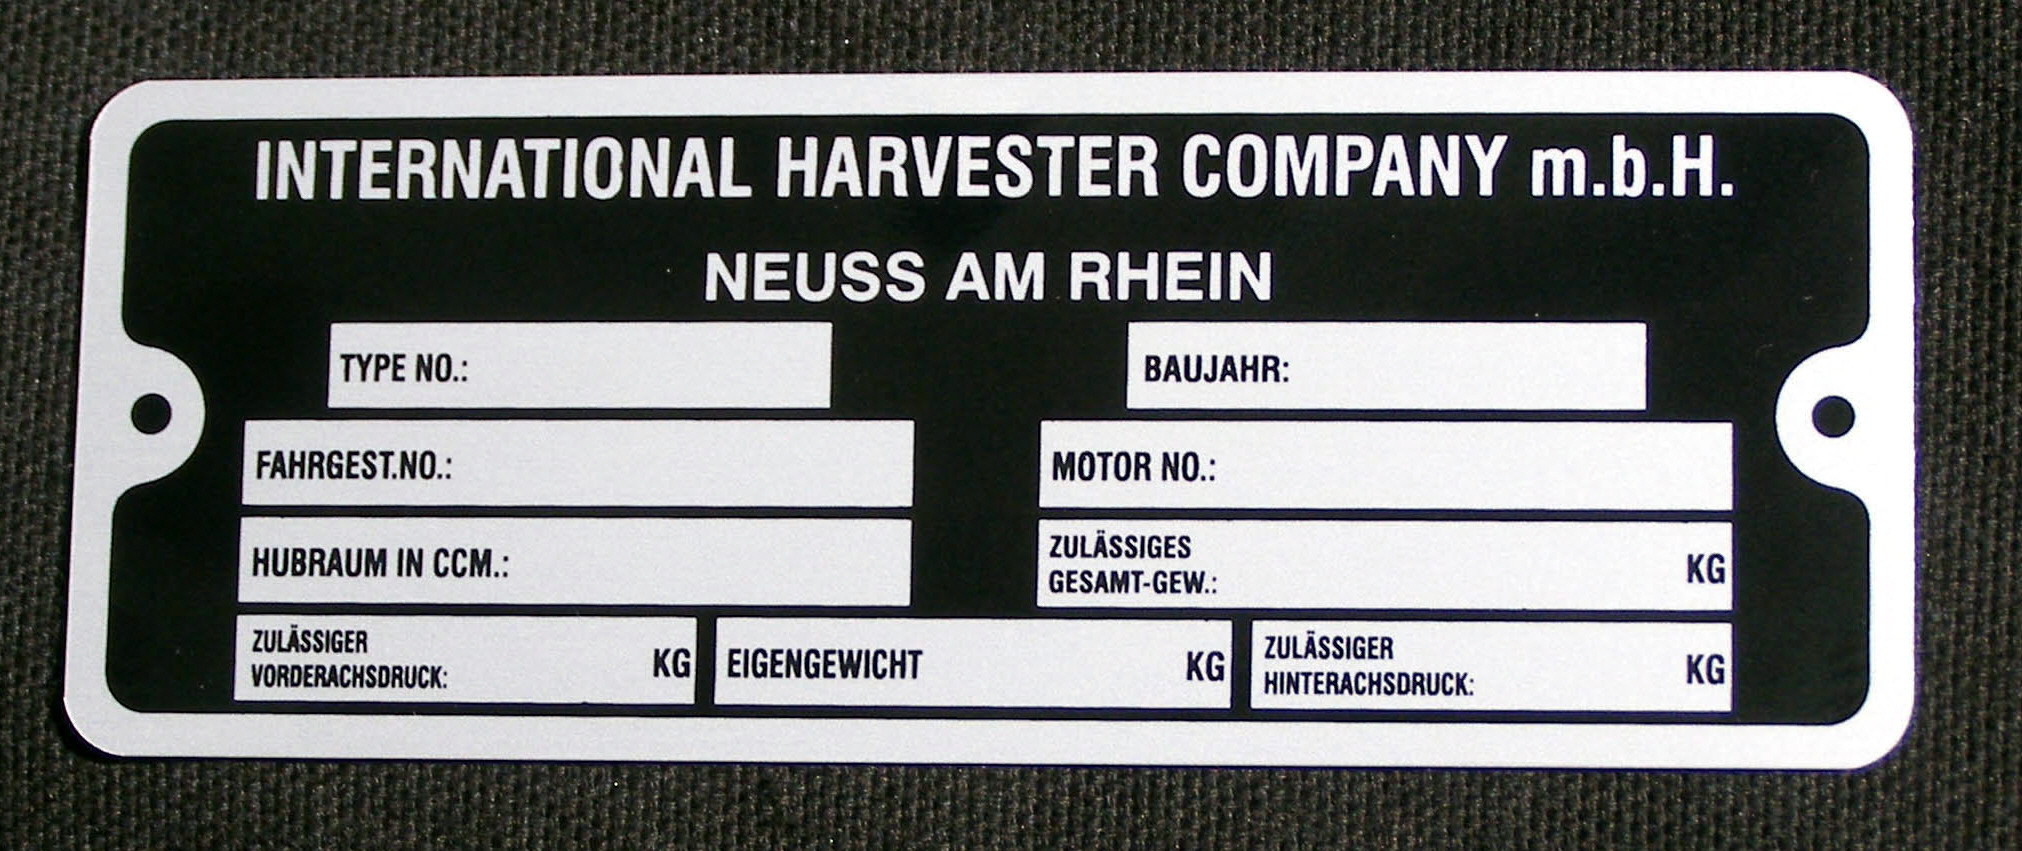 INTERNATIONAL HARVESTER COMPANY m.b.H.
NEUSS AM RHEIN
TYPE NO.:
BAUJAHR:
FAHRGEST.NO.:
MOTOR NO.:
HUBRAUM IN CCM.:
ZULÄSSIGES
GESAMT-GEW.:
KG
ZULÄSSIGER
VORDERACHSDRUCK:
KG
EIGENGEWICHT
KG
ZULÄSSIGER
HINTERACHSDRUCK:
KG